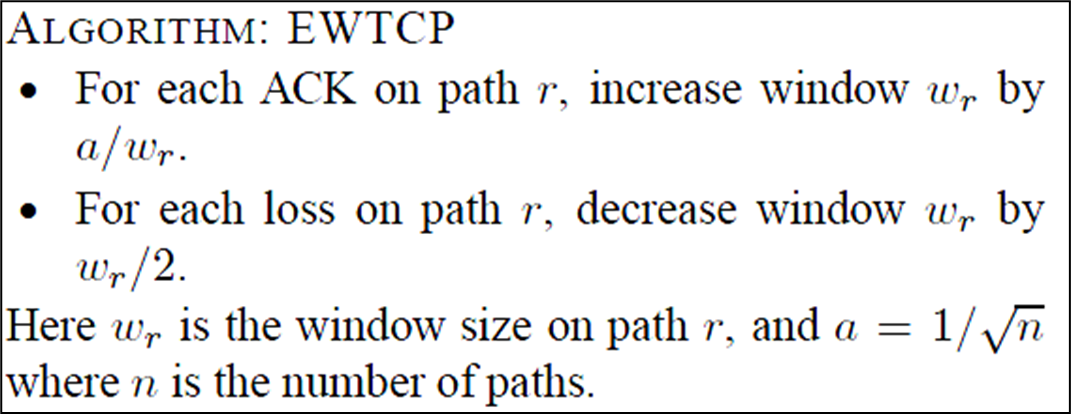 ALGORITHM: EWTCP
• For each ACK on path r, increase window w_r by
a/w_r.
• For each loss on path r, decrease window w_r by
w_r/2.
Here w_r is the window size on path r, and a = 1/√n
where n is the number of paths.